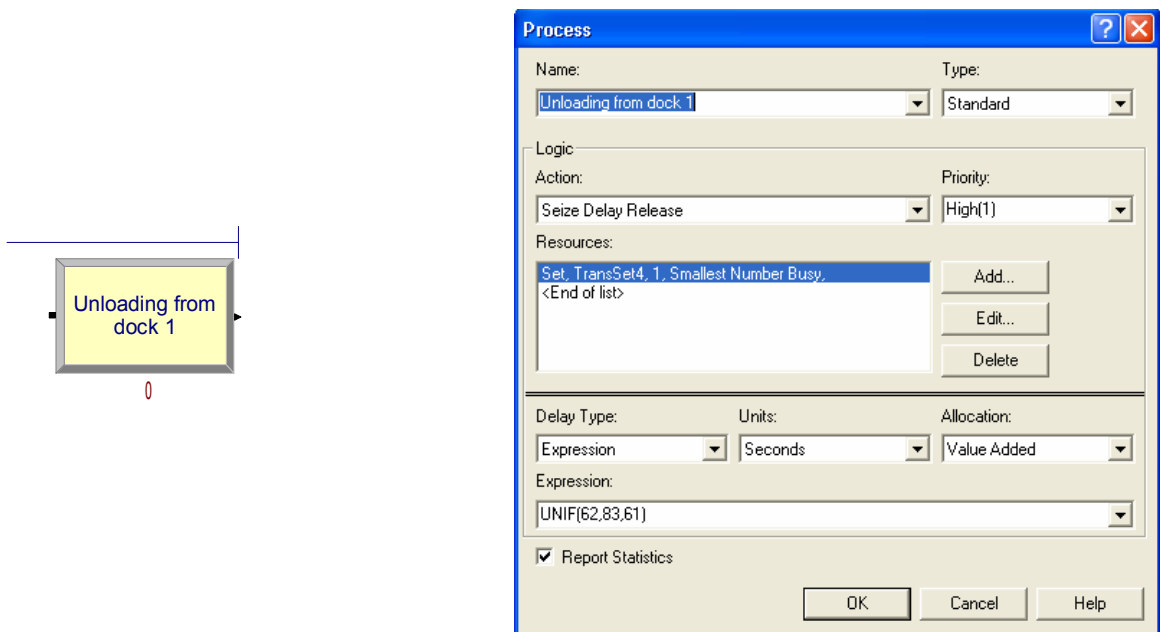 Unloading from
dock 1
0
Process
Name:
Type:
Unloading from dock 1
Standard
Logic
Action:
Priority:
Seize Delay Release
High(1)
Resources:
Set, TransSet4, 1, Smallest Number Busy,
<End of list>
Add...
Edit...
Delete
Delay Type:
Units:
Allocation:
Expression
Seconds
Value Added
Expression:
UNIF(62,83,61)
Report Statistics
OK
Cancel
Help